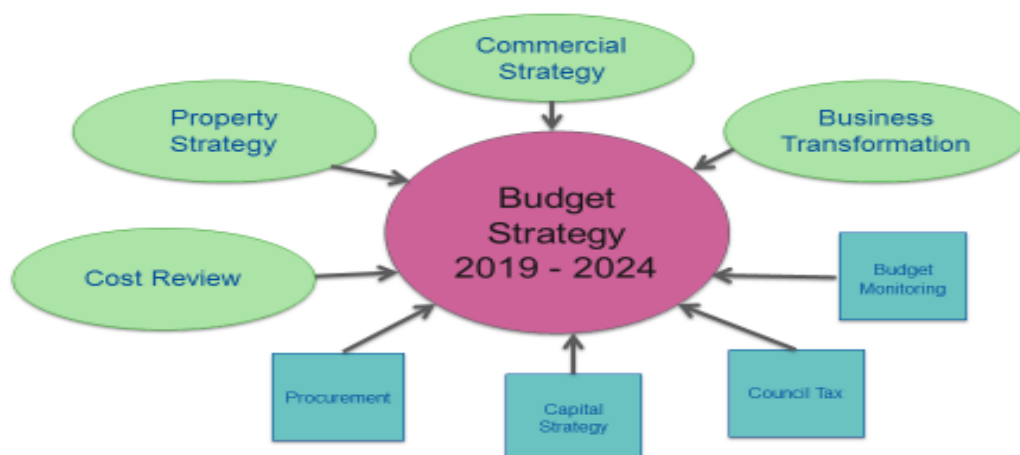 Commercial
Strategy
Property
Strategy
Business
Transformation
Budget
Strategy
2019 - 2024
Cost Review
Budget
Monitoring
Procurement
Capital
Strategy
Council Tax